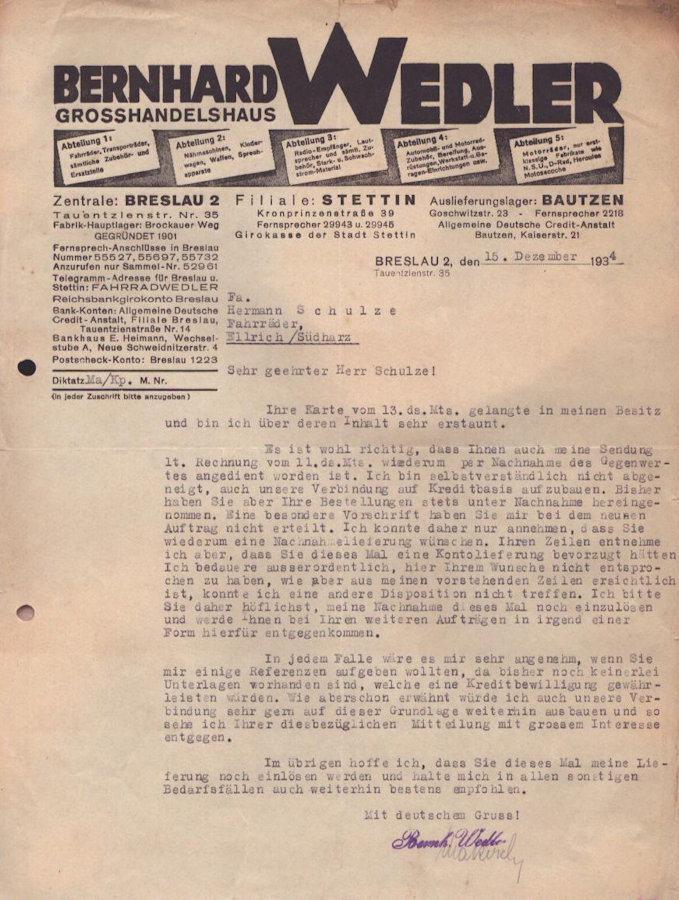 BERNHARD WEDLER
GROSSHANDELSHAUS
Abteilung 1:
Fahrräder, Transporträder,
sämtliche Zubehör- und
Ersatzteile
Abteilung 2:
Nähmaschinen, Kinder-
wagen, Waffen, Sprech-
apparate
Abteilung 3:
Radio-Empfänger, Laut-
sprecher und sämtl. Zu-
behör, Stark- u. Schwach-
strom-Material
Abteilung 4:
Automobil- und Motorrad-
Zubehör, Bereifung, Aus-
rüstungen, Werkstatt- u. Ga-
ragen-Einrichtungen usw.
Abteilung 5:
Motorräder, nur erst-
klassige Fabrikate wie
N.S.U., D-Rad, Hercules
Motosacoche
Zentrale: BRESLAU 2
Tauentzienstr. Nr. 35
Fabrik-Hauptlager: Brockauer Weg
GEGRÜNDET 1901
Filiale: STETTIN
Kronprinzenstraße 39
Fernsprecher 29943 u. 29945
Girokasse der Stadt Stettin
Auslieferungslager: BAUTZEN
Goschwitzstr. 23 - Fernsprecher 2218
Allgemeine Deutsche Credit-Anstalt
Bautzen, Kaiserstr. 21
Fernsprech-Anschlüsse in Breslau
Nummer 55527, 55697, 55732
Anzurufen nur Sammel-Nr. 52961
Telegramm-Adresse für Breslau u.
Stettin: FAHRRADWEDLER
Reichsbankgirokonto Breslau
Bank-Konten: Allgemeine Deutsche
Credit-Anstalt, Filiale Breslau,
Tauentzienstraße Nr. 14
Bankhaus E. Heimann, Wechsel-
stube A, Neue Schweidnitzerstr. 4
Postscheck-Konto: Breslau 1223
Diktatz. Ma/Kp. M. Nr.
(in jeder Zuschrift bitte anzugeben)
BRESLAU 2, den 15. Dezember 1934
Tauentzienstr. 35
Fa.
Hermann Schulze
Fahrräder,
Ellrich/Südharz
Sehr geehrter Herr Schulze!
Ihre Karte vom 13.ds.Mts. gelangte in meinen Besitz
und bin ich über deren Inhalt sehr erstaunt.
Es ist wohl richtig, dass Ihnen auch meine Sendung
lt. Rechnung vom 11.ds.Mts. wiederum per Nachnahme des Gegenwer-
tes angedient worden ist. Ich bin selbstverständlich nicht abge-
neigt, auch unsere Verbindung auf Kreditbasis aufzubauen. Bisher
haben Sie aber Ihre Bestellungen stets unter Nachnahme hereinge-
nommen. Eine besondere Vorschrift haben Sie mir bei dem neuen
Auftrag nicht erteilt. Ich konnte daher nur annehmen, dass Sie
wiederum eine Nachnahmelieferung wünschen. Ihren Zeilen entnehme
ich aber, dass Sie dieses Mal eine Kontolieferung bevorzugt hätten
Ich bedauere ausserordentlich, hier Ihrem Wunsche nicht entspro-
chen zu haben, wie aber aus meinen vorstehenden Zeilen ersichtlich
ist, konnte ich eine andere Disposition nicht treffen. Ich bitte
Sie daher höflichst, meine Nachnahme dieses Mal noch einzulösen
und werde Ihnen bei Ihren weiteren Aufträgen in irgend einer
Form hierfür entgegenkommen.
In jedem Falle wäre es mir sehr angenehm, wenn Sie
mir einige Referenzen aufgeben wollten, da bisher noch keinerlei
Unterlagen vorhanden sind, welche eine Kreditbewilligung gewähr-
leisten würden. Wie aberschon erwähnt würde ich auch unsere Ver-
bindung sehr gern auf dieser Grundlage weiterhin ausbauen und so
sehe ich Ihrer diesbezüglichen Mitteilung mit grossem Interesse
entgegen.
Im übrigen hoffe ich, dass Sie dieses Mal meine Lie-
ferung noch einlösen werden und halte mich in allen sonstigen
Bedarfsfällen auch weiterhin bestens empfohlen.
Mit deutschem Gruss!
Bernh. Wedler